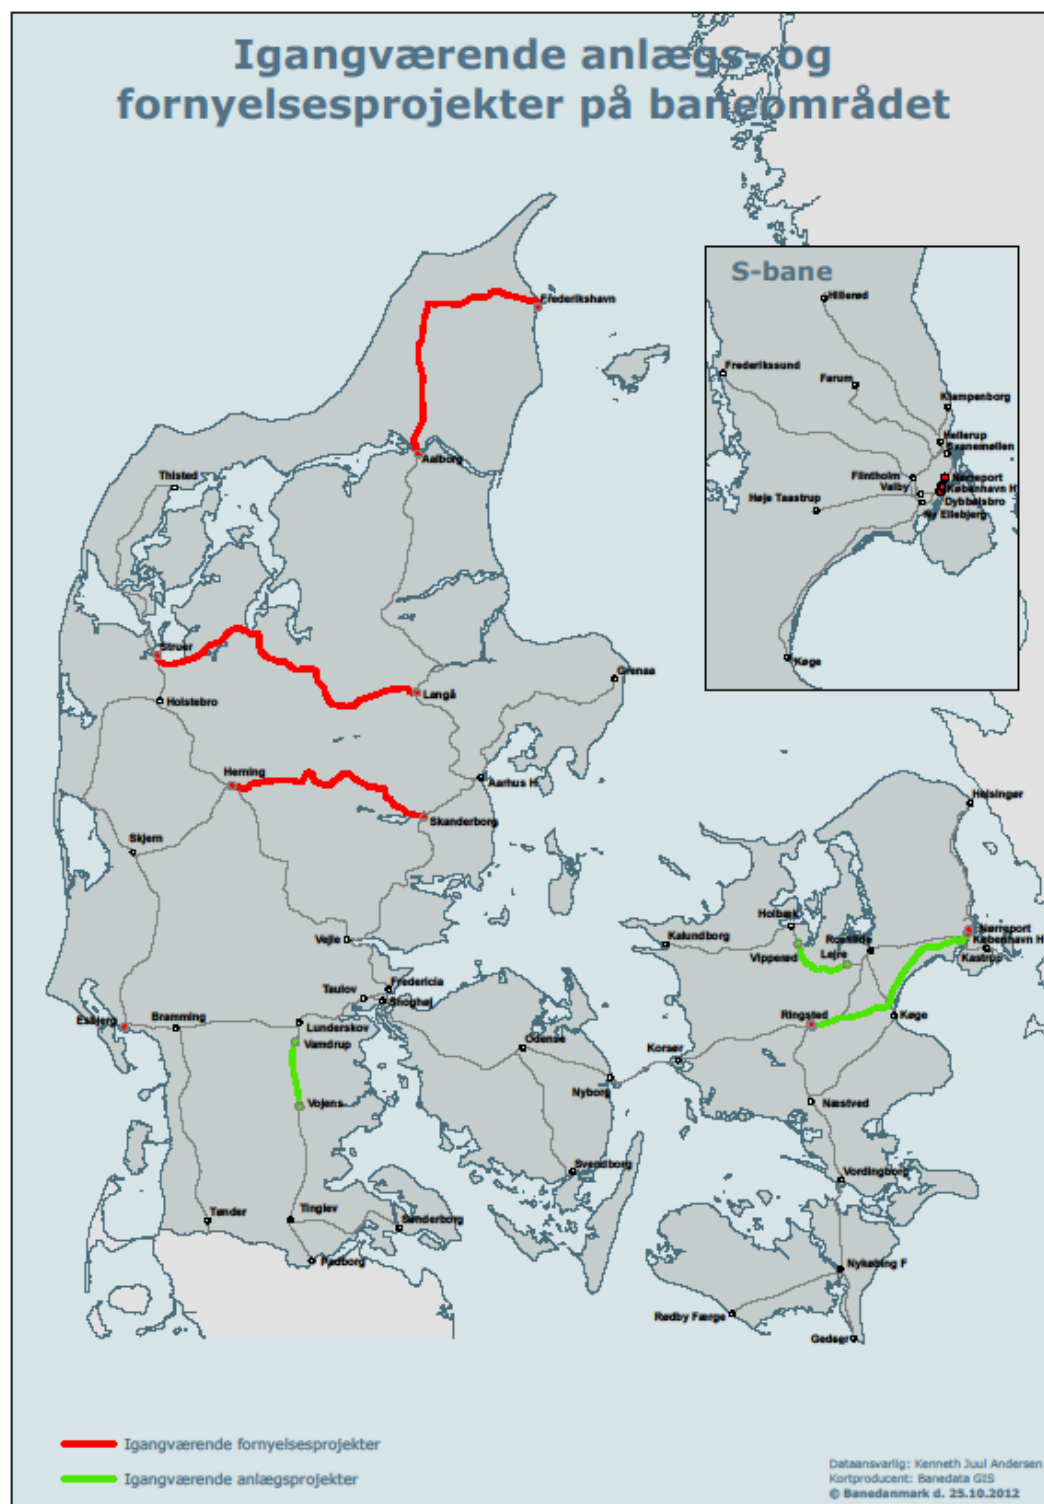 Igangværende anlægs- og
fornyelsesprojekter på baneområdet
S-bane
Hillerød
Frederikssund
Farum
Klampenborg
Hellerup
Svanemøllen
Flintholm
Nørreport
Valby
København H
Høje Taastrup
Dybbølsbro
Ny Ellebjerg
Køge
Frederikshavn
Aalborg
Thisted
Struer
Langå
Grenaa
Holstebro
Herning
Aarhus H
Skanderborg
Helsingør
Skjern
Holbæk
Nørreport
Vejle
Kalundborg
Roskilde
København H
Vipperød
Lejre
Kastrup
Fredericia
Taulov
Snoghøj
Esbjerg
Bramming
Lunderskov
Ringsted
Køge
Vamdrup
Odense
Korsør
Nyborg
Vojens
Næstved
Svendborg
Vordingborg
Tønder
Tinglev
Sønderborg
Padborg
Nykøbing F
Rødby Færge
Gedser
Igangværende fornyelsesprojekter
Igangværende anlægsprojekter
Dataansvarlig: Kenneth Juul Andersen
Kortproducent: Banedata GIS
© Banedanmark d. 25.10.2012